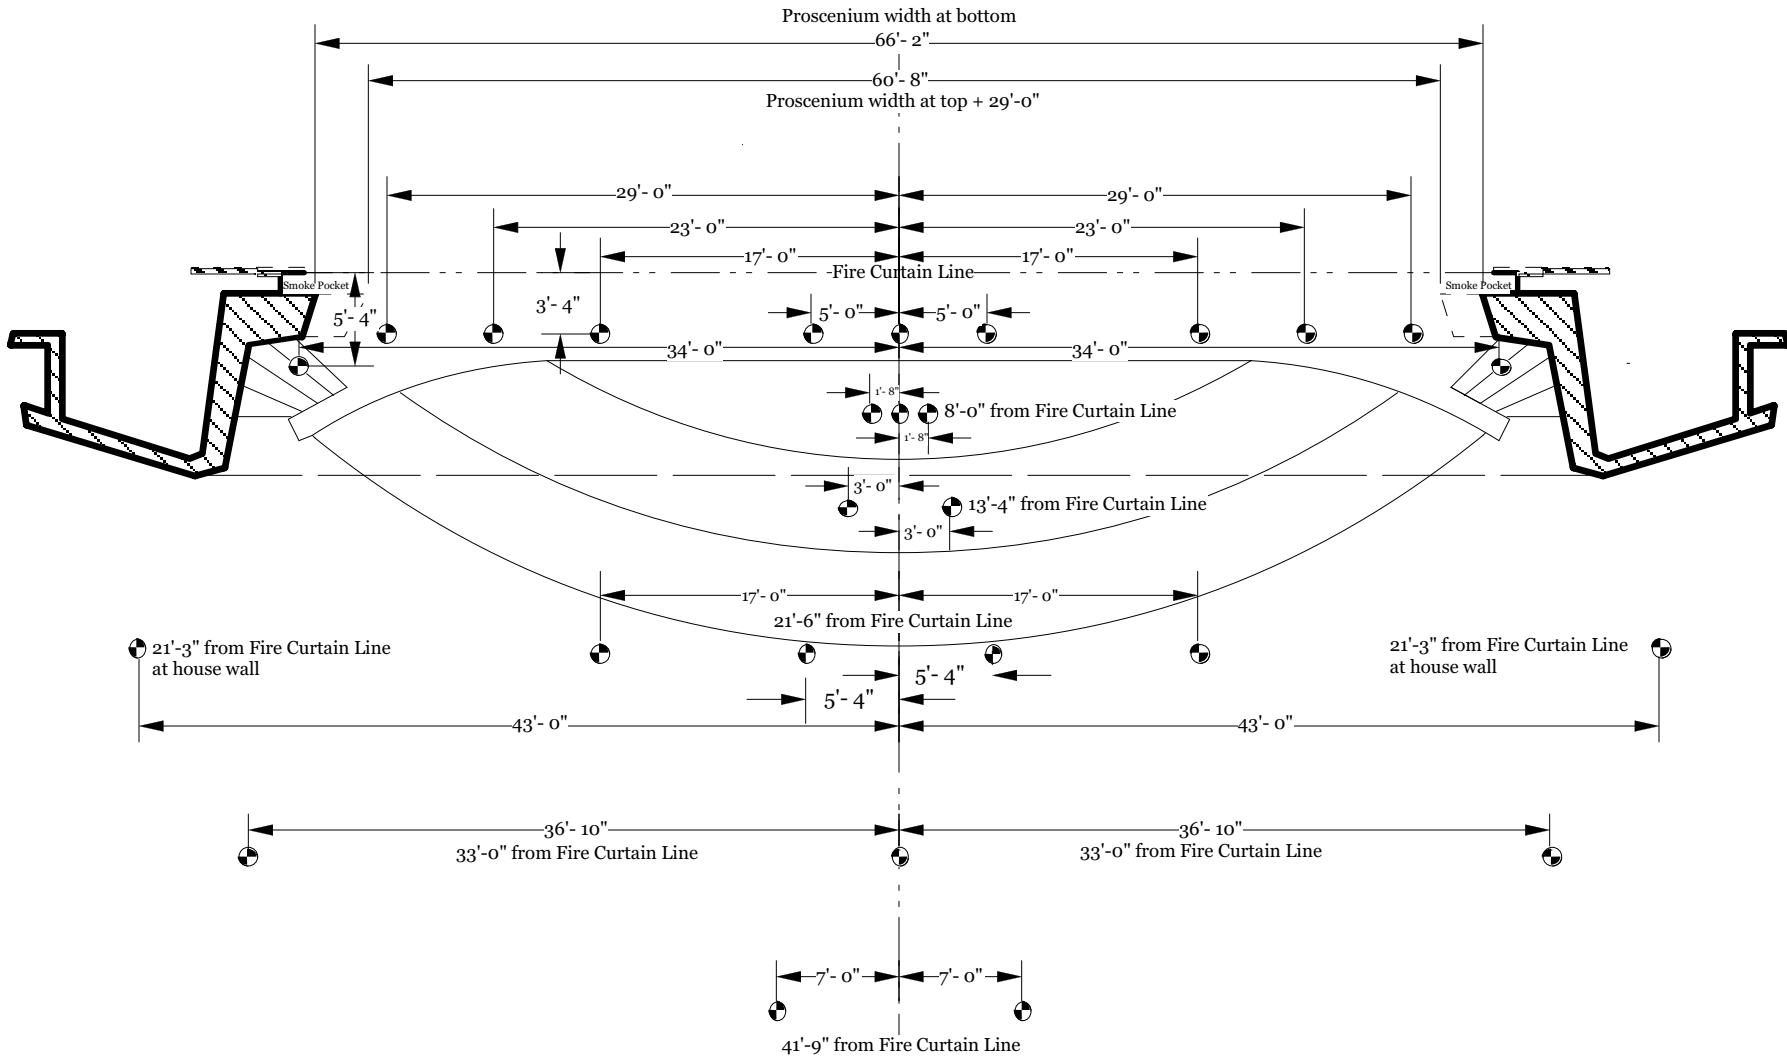 Proscenium width at bottom
66'- 2"
60'- 8"
Proscenium width at top + 29'-0"
29'- 0" 29'- 0"
23'- 0" 23'- 0"
17'- 0" 17'- 0"
Fire Curtain Line
Smoke Pocket Smoke Pocket
3'- 4" 5'- 0" 5'- 0"
5'- 4"
34'- 0" 34'- 0"
1'- 8"
8'-0" from Fire Curtain Line
1'- 8"
3'- 0"
13'-4" from Fire Curtain Line
3'- 0"
17'- 0" 17'- 0"
21'-6" from Fire Curtain Line
21'-3" from Fire Curtain Line
at house wall
21'-3" from Fire Curtain Line
at house wall
5'- 4"
5'- 4"
43'- 0" 43'- 0"
36'- 10" 36'- 10"
33'-0" from Fire Curtain Line 33'-0" from Fire Curtain Line
7'- 0" 7'- 0"
41'-9" from Fire Curtain Line